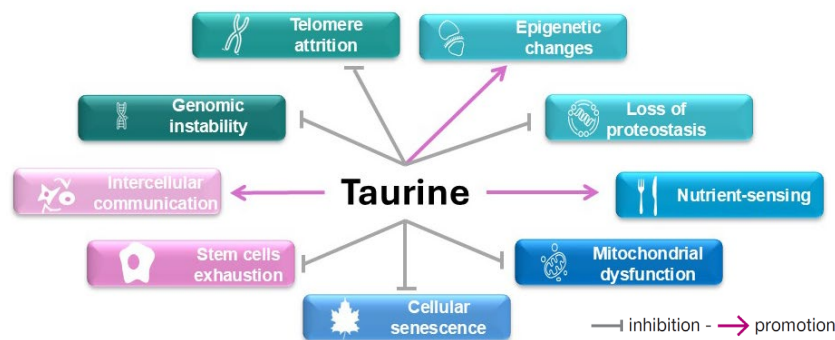 Telomere
attrition
Epigenetic
changes
Genomic
instability
Loss of
proteostasis
Intercellular
communication
Taurine
Nutrient-sensing
Stem cells
exhaustion
Mitochondrial
dysfunction
Cellular
senescence
inhibition - promotion